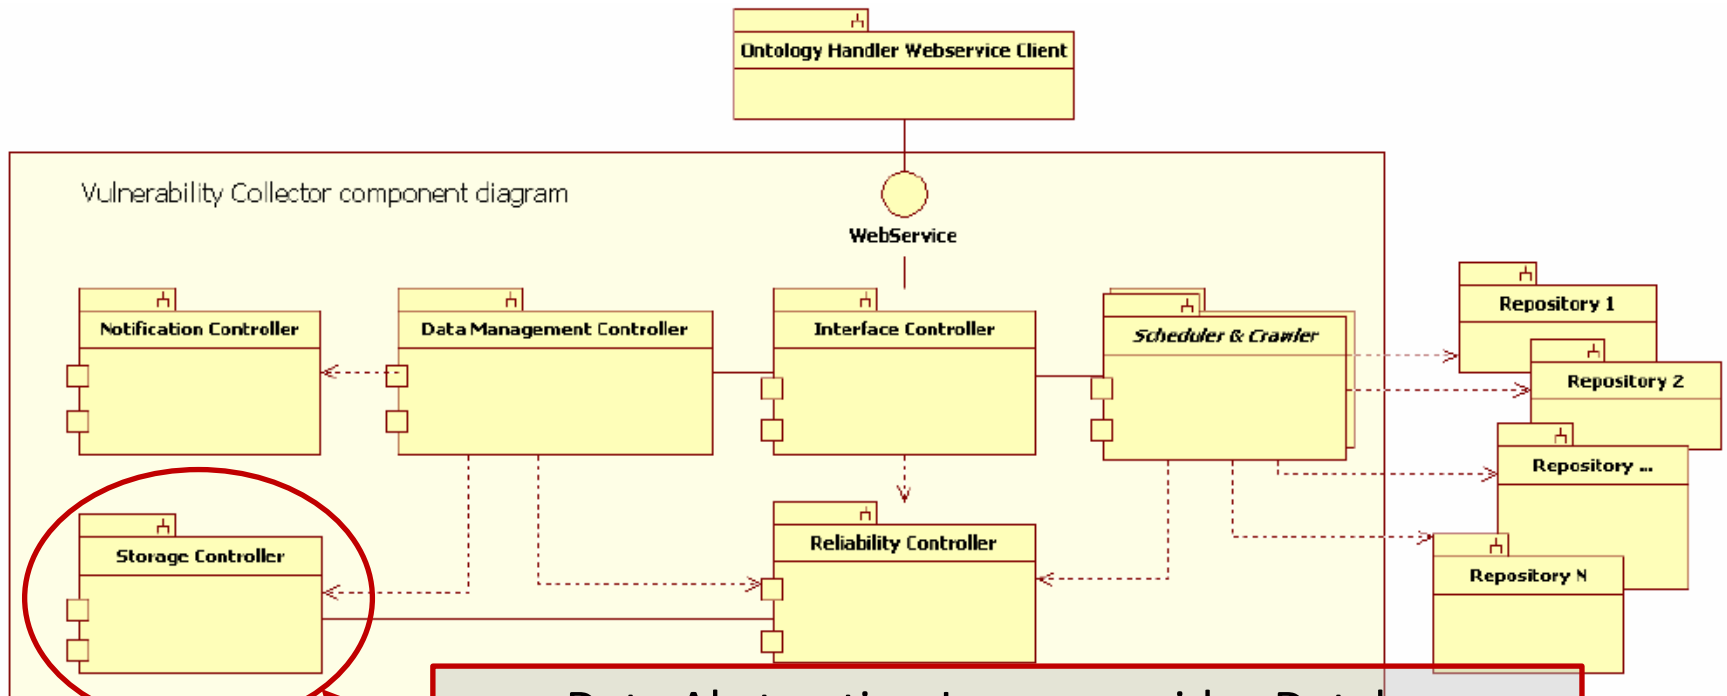 Ontology Handler Webservice Client
Vulnerability Collector component diagram
WebService
Notification Controller
Data Management Controller
Interface Controller
Scheduler & Crawler
Repository 1
Repository 2
Repository ...
Repository N
Storage Controller
Reliability Controller